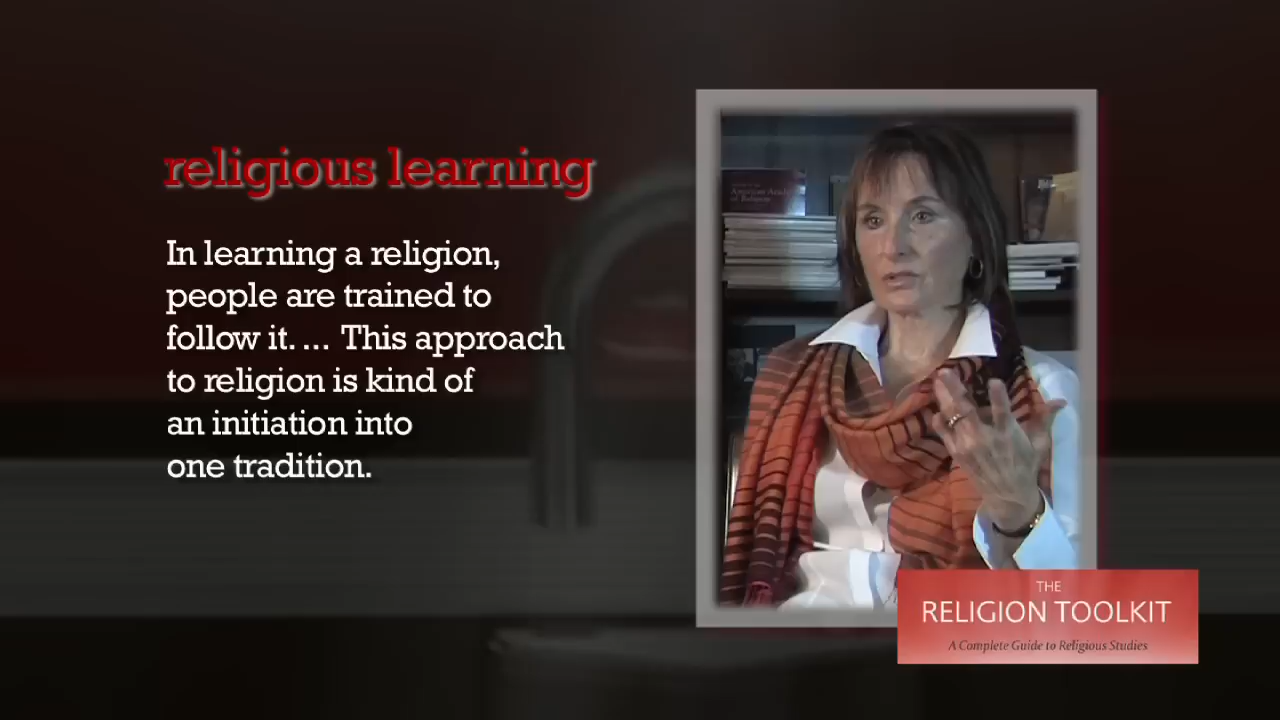 religious learning
In learning a religion,
people are trained to
follow it. ... This approach
to religion is kind of
an initiation into
one tradition.
THE
RELIGION TOOLKIT
A Complete Guide to Religious Studies